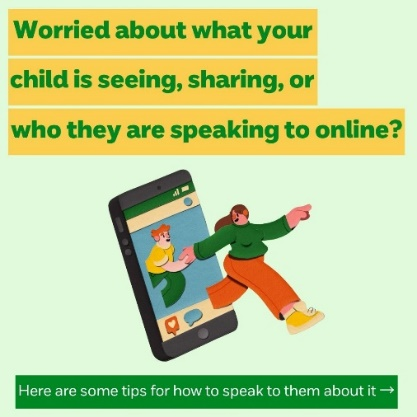 Worried about what your
child is seeing, sharing, or
who they are speaking to online?
Here are some tips for how to speak to them about it →